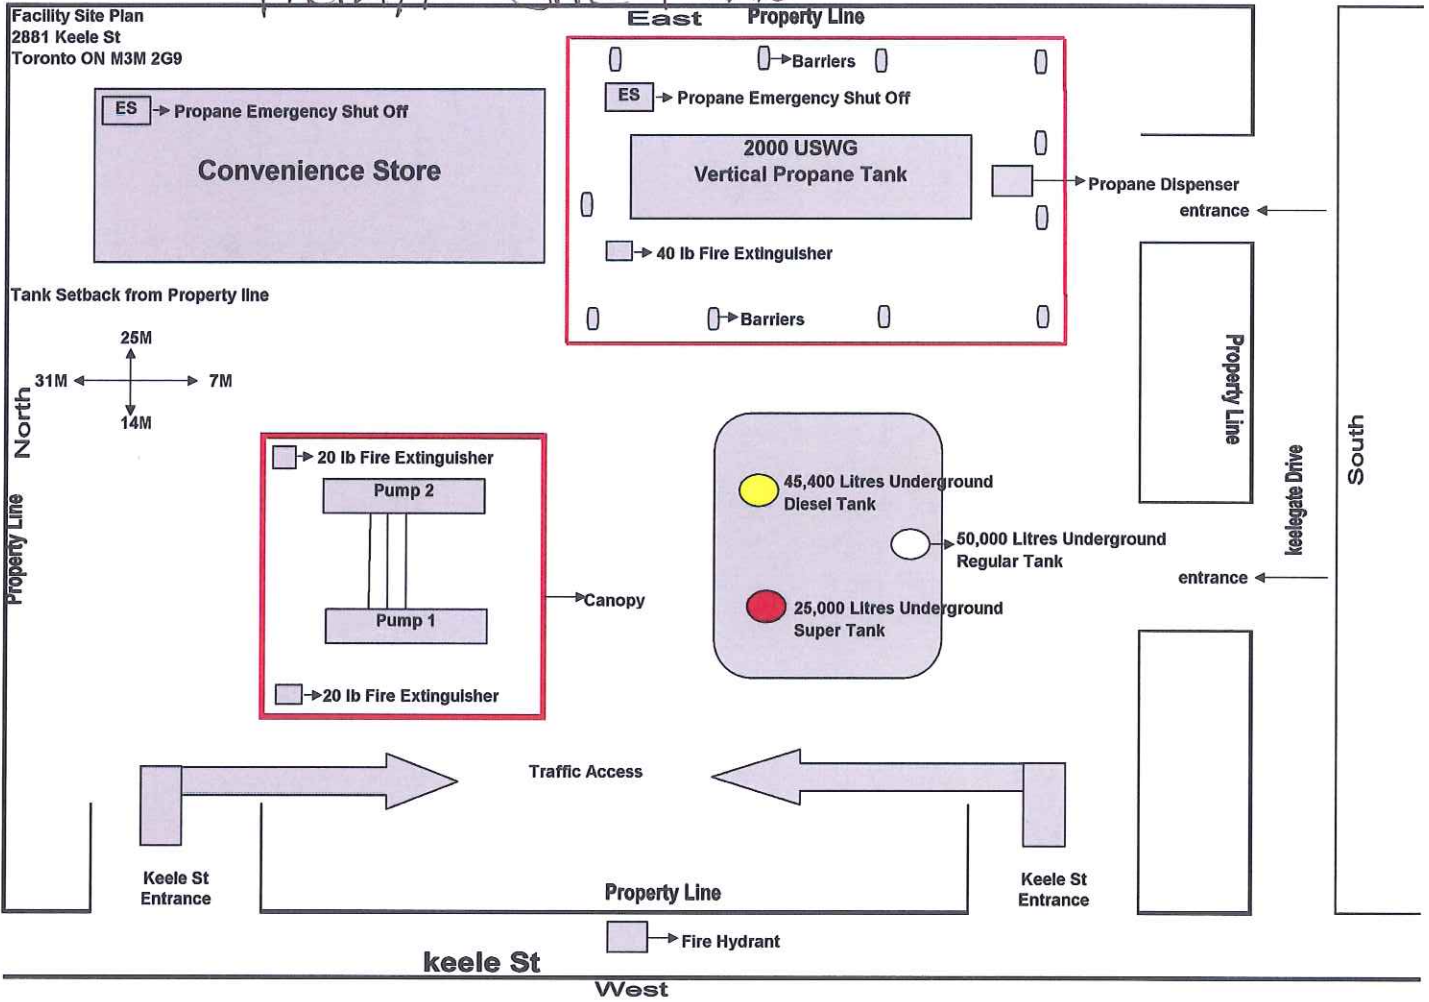 Facility Site Plan
2881 Keele St
Toronto ON M3M 2G9
East
Property Line
Barriers
ES
Propane Emergency Shut Off
ES
Propane Emergency Shut Off
Convenience Store
2000 USWG
Vertical Propane Tank
Propane Dispenser
entrance
40 lb Fire Extinguisher
Barriers
Tank Setback from Property line
25M
31M
7M
14M
North
Property Line
Property Line
keelegate Drive
South
20 lb Fire Extinguisher
Pump 2
Pump 1
20 lb Fire Extinguisher
Canopy
45,400 Litres Underground
Diesel Tank
50,000 Litres Underground
Regular Tank
25,000 Litres Underground
Super Tank
entrance
Traffic Access
Keele St
Entrance
Property Line
Keele St
Entrance
Fire Hydrant
keele St
West